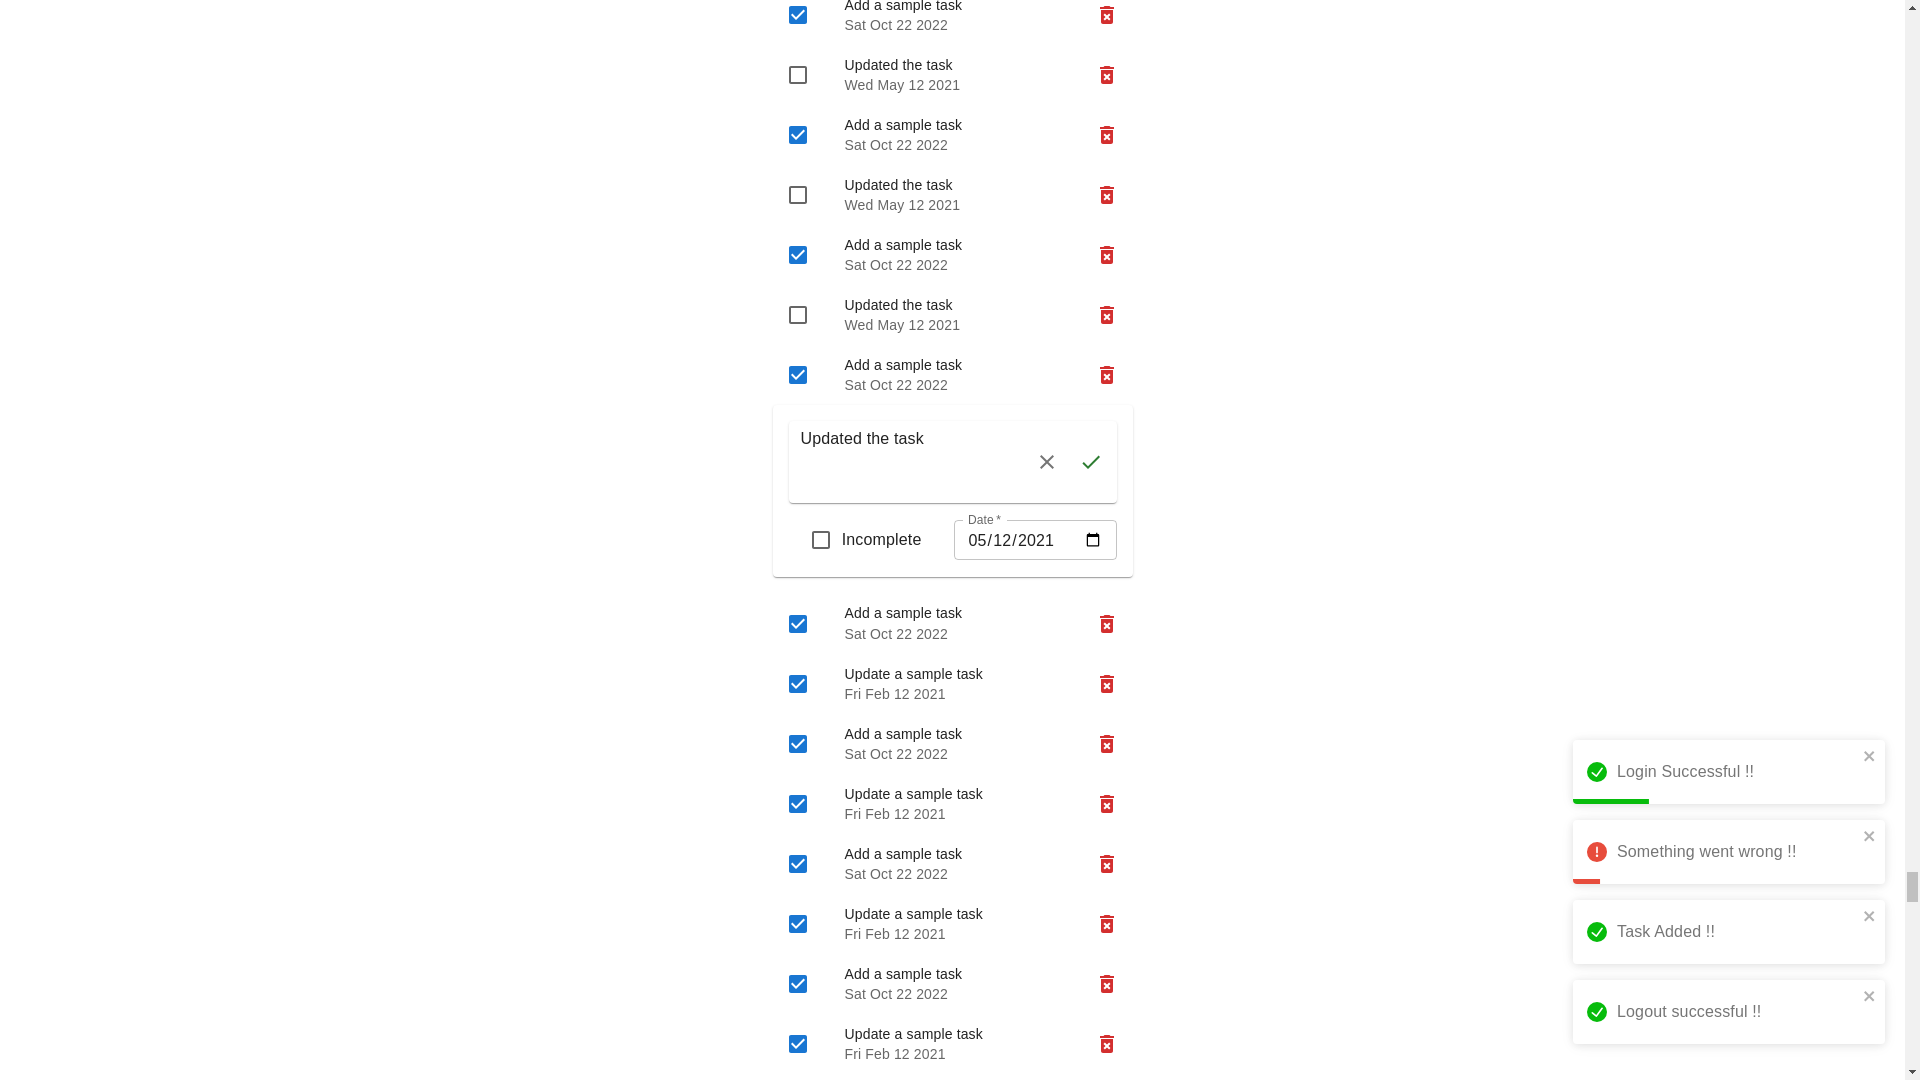 Add a sample task
Sat Oct 22 2022
Updated the task
Wed May 12 2021
Add a sample task
Sat Oct 22 2022
Updated the task
Wed May 12 2021
Add a sample task
Sat Oct 22 2022
Updated the task
Wed May 12 2021
Add a sample task
Sat Oct 22 2022
Updated the task
Date *
Incomplete
05/12/2021
Add a sample task
Sat Oct 22 2022
Update a sample task
Fri Feb 12 2021
Add a sample task
Sat Oct 22 2022
Update a sample task
Fri Feb 12 2021
Add a sample task
Sat Oct 22 2022
Update a sample task
Fri Feb 12 2021
Add a sample task
Sat Oct 22 2022
Update a sample task
Fri Feb 12 2021
Login Successful !!
Something went wrong !!
Task Added !!
Logout successful !!